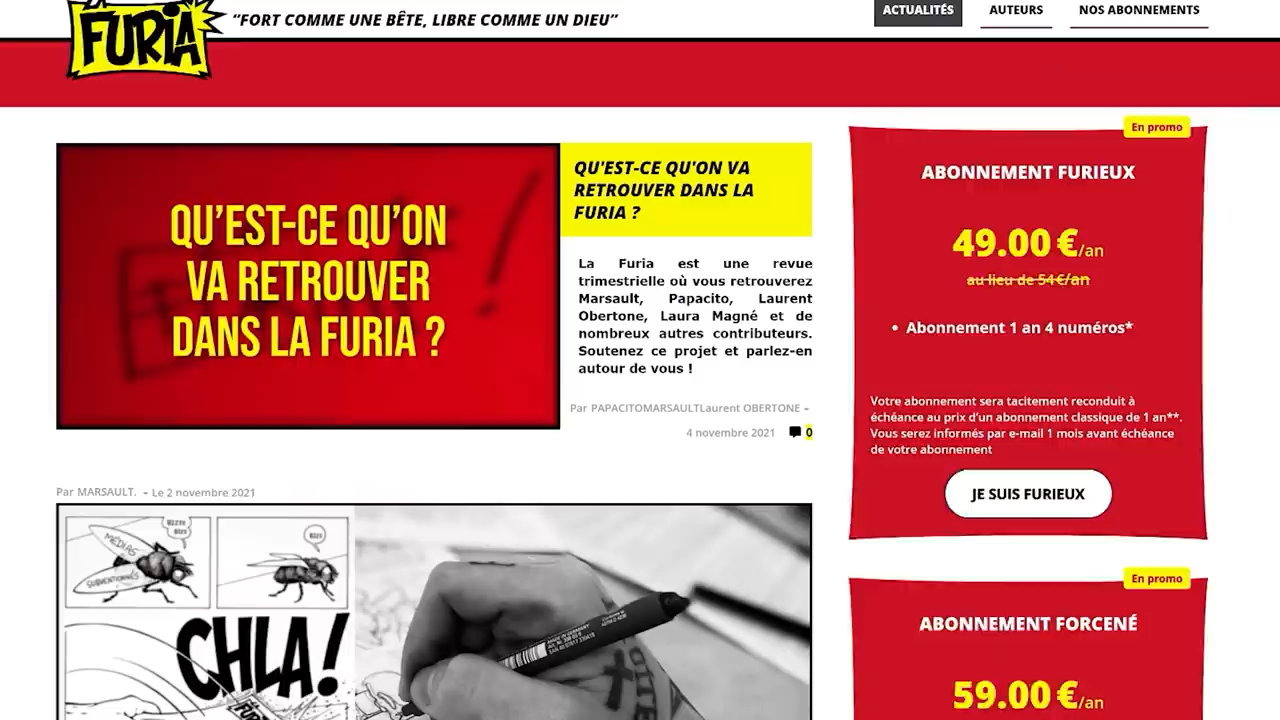 FURIA
“FORT COMME UNE BÊTE, LIBRE COMME UN DIEU”
ACTUALITÉS
AUTEURS
NOS ABONNEMENTS
QU’EST-CE QU’ON
VA RETROUVER
DANS LA FURIA ?
QU'EST-CE QU'ON VA
RETROUVER DANS LA
FURIA ?
La Furia est une revue
trimestrielle où vous retrouverez
Marsault, Papacito, Laurent
Obertone, Laura Magné et de
nombreux autres contributeurs.
Soutenez ce projet et parlez-en
autour de vous !
Par PAPACITOMARSAULTLaurent OBERTONE –
4 novembre 2021
0
Par MARSAULT. – Le 2 novembre 2021
MÉDIAS
SUBVENTIONNÉS
CHLA!
MADE IN GERMANY
En promo
ABONNEMENT FURIEUX
49.00 €/an
au lieu de 54€/an
• Abonnement 1 an 4 numéros*
Votre abonnement sera tacitement reconduit à
échéance au prix d’un abonnement classique de 1 an**.
Vous serez informés par e-mail 1 mois avant échéance
de votre abonnement
JE SUIS FURIEUX
En promo
ABONNEMENT FORCENÉ
59.00 €/an